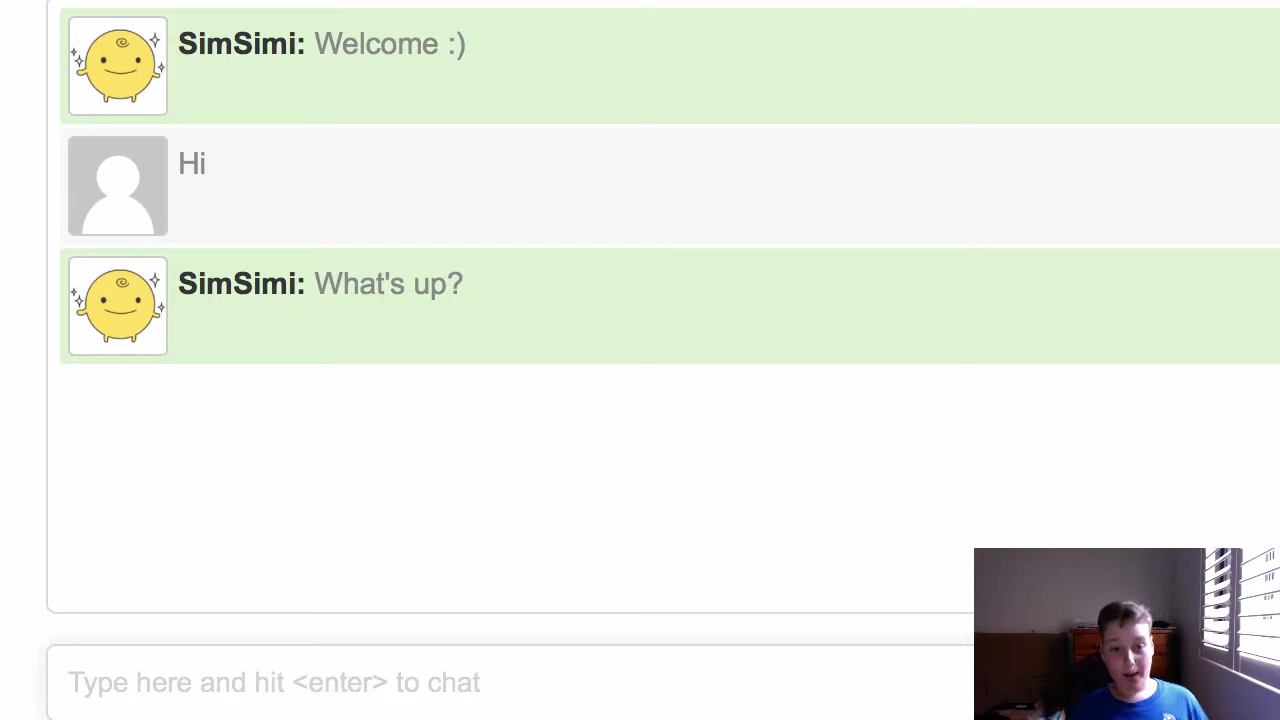 SimSimi: Welcome :)
Hi
SimSimi: What's up?
Type here and hit <enter> to chat